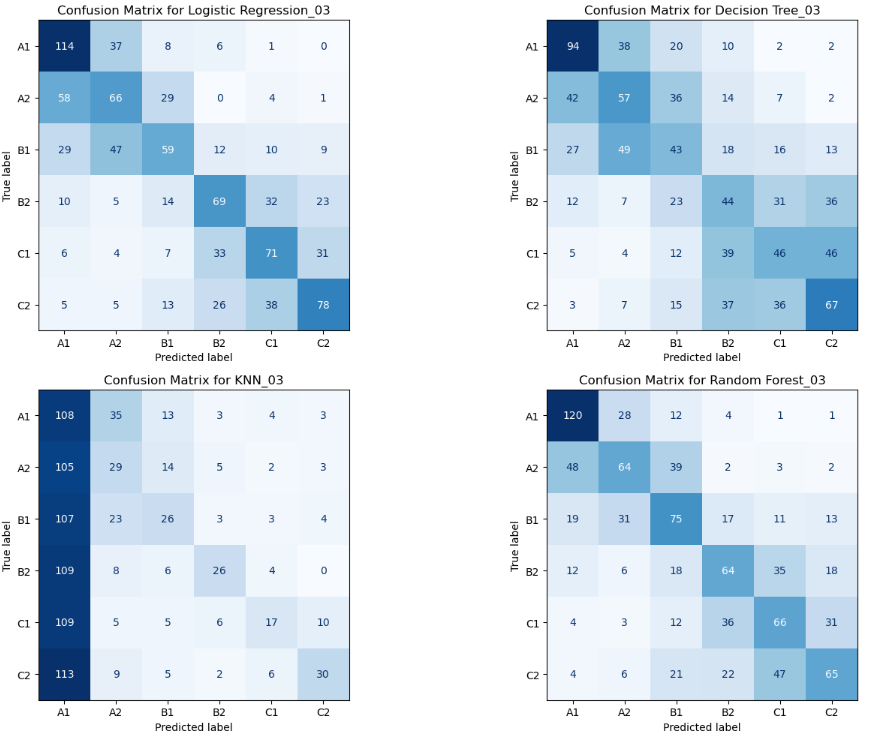 Confusion Matrix for Logistic Regression_03
True label
A1 114 37 8 6 1 0
A2 58 66 29 0 4 1
B1 29 47 59 12 10 9
B2 10 5 14 69 32 23
C1 6 4 7 33 71 31
C2 5 5 13 26 38 78
A1 A2 B1 B2 C1 C2
Predicted label
Confusion Matrix for Decision Tree_03
True label
A1 94 38 20 10 2 2
A2 42 57 36 14 7 2
B1 27 49 43 18 16 13
B2 12 7 23 44 31 36
C1 5 4 12 39 46 46
C2 3 7 15 37 36 67
A1 A2 B1 B2 C1 C2
Predicted label
Confusion Matrix for KNN_03
True label
A1 108 35 13 3 4 3
A2 105 29 14 5 2 3
B1 107 23 26 3 3 4
B2 109 8 6 26 4 0
C1 109 5 5 6 17 10
C2 113 9 5 2 6 30
A1 A2 B1 B2 C1 C2
Predicted label
Confusion Matrix for Random Forest_03
True label
A1 120 28 12 4 1 1
A2 48 64 39 2 3 2
B1 19 31 75 17 11 13
B2 12 6 18 64 35 18
C1 4 3 12 36 66 31
C2 4 6 21 22 47 65
A1 A2 B1 B2 C1 C2
Predicted label